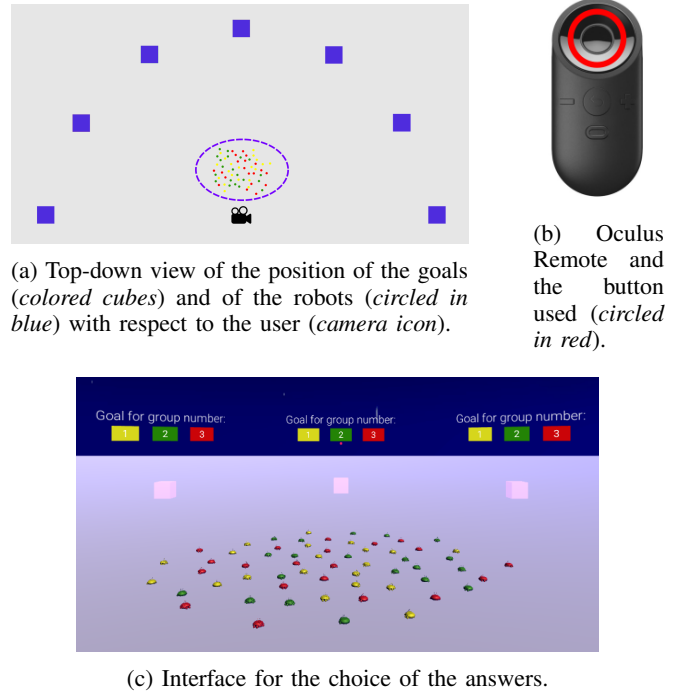 (a) Top-down view of the position of the goals
(colored cubes) and of the robots (circled in
blue) with respect to the user (camera icon).
(b) Oculus
Remote and
the button
used (circled
in red).
Goal for group number:
1 2 3
Goal for group number:
1 2 3
Goal for group number:
1 2 3
(c) Interface for the choice of the answers.